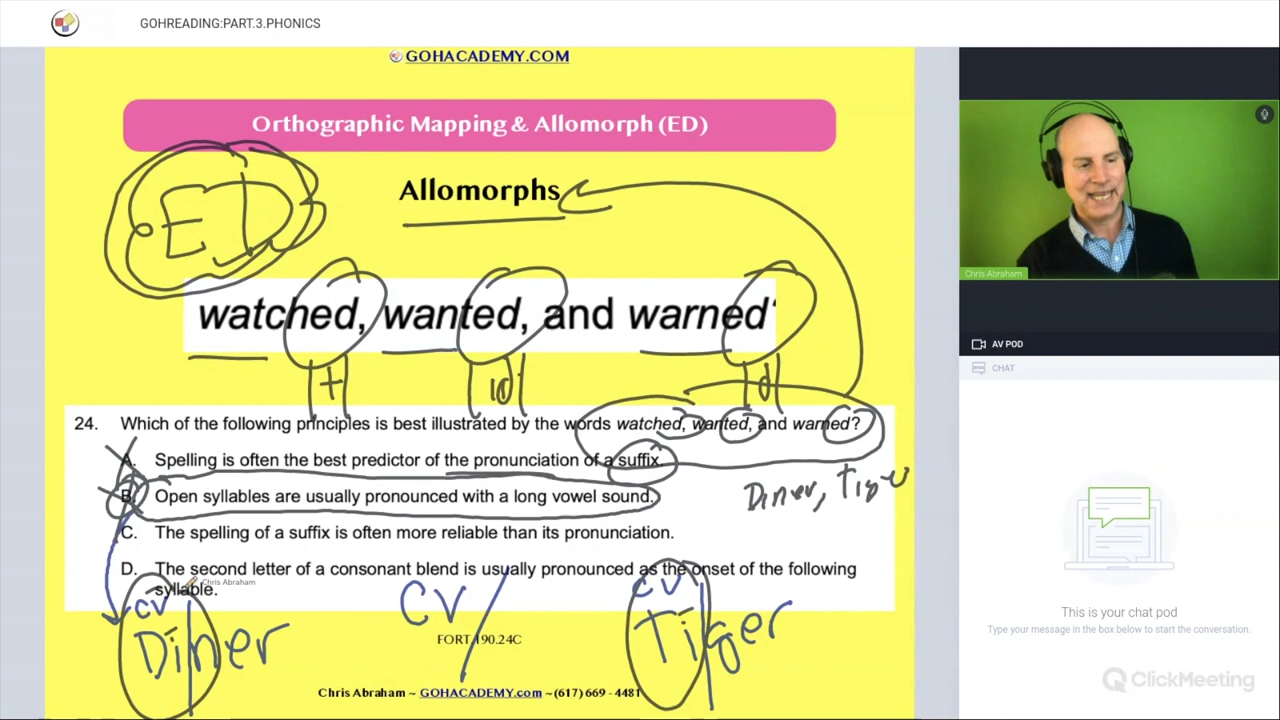 GOHREADING:PART.3.PHONICS
GOHACADEMY.COM
Orthographic Mapping & Allomorph (ED)
ED
Allomorphs
watched, wanted, and warned?
t id d
24. Which of the following principles is best illustrated by the words watched, wanted, and warned?
A. Spelling is often the best predictor of the pronunciation of a suffix.
B. Open syllables are usually pronounced with a long vowel sound.
Diner, Tiger
C. The spelling of a suffix is often more reliable than its pronunciation.
D. The second letter of a consonant blend is usually pronounced as the onset of the following
syllable.
Chris Abraham
cv CV/ cv
Di|ner Ti|ger
FORT 190.24C
Chris Abraham ~ GOHACADEMY.com ~ (617) 669 - 4481
Chris Abraham
AV POD
CHAT
This is your chat pod
Type your message in the box below to start the conversation.
ClickMeeting